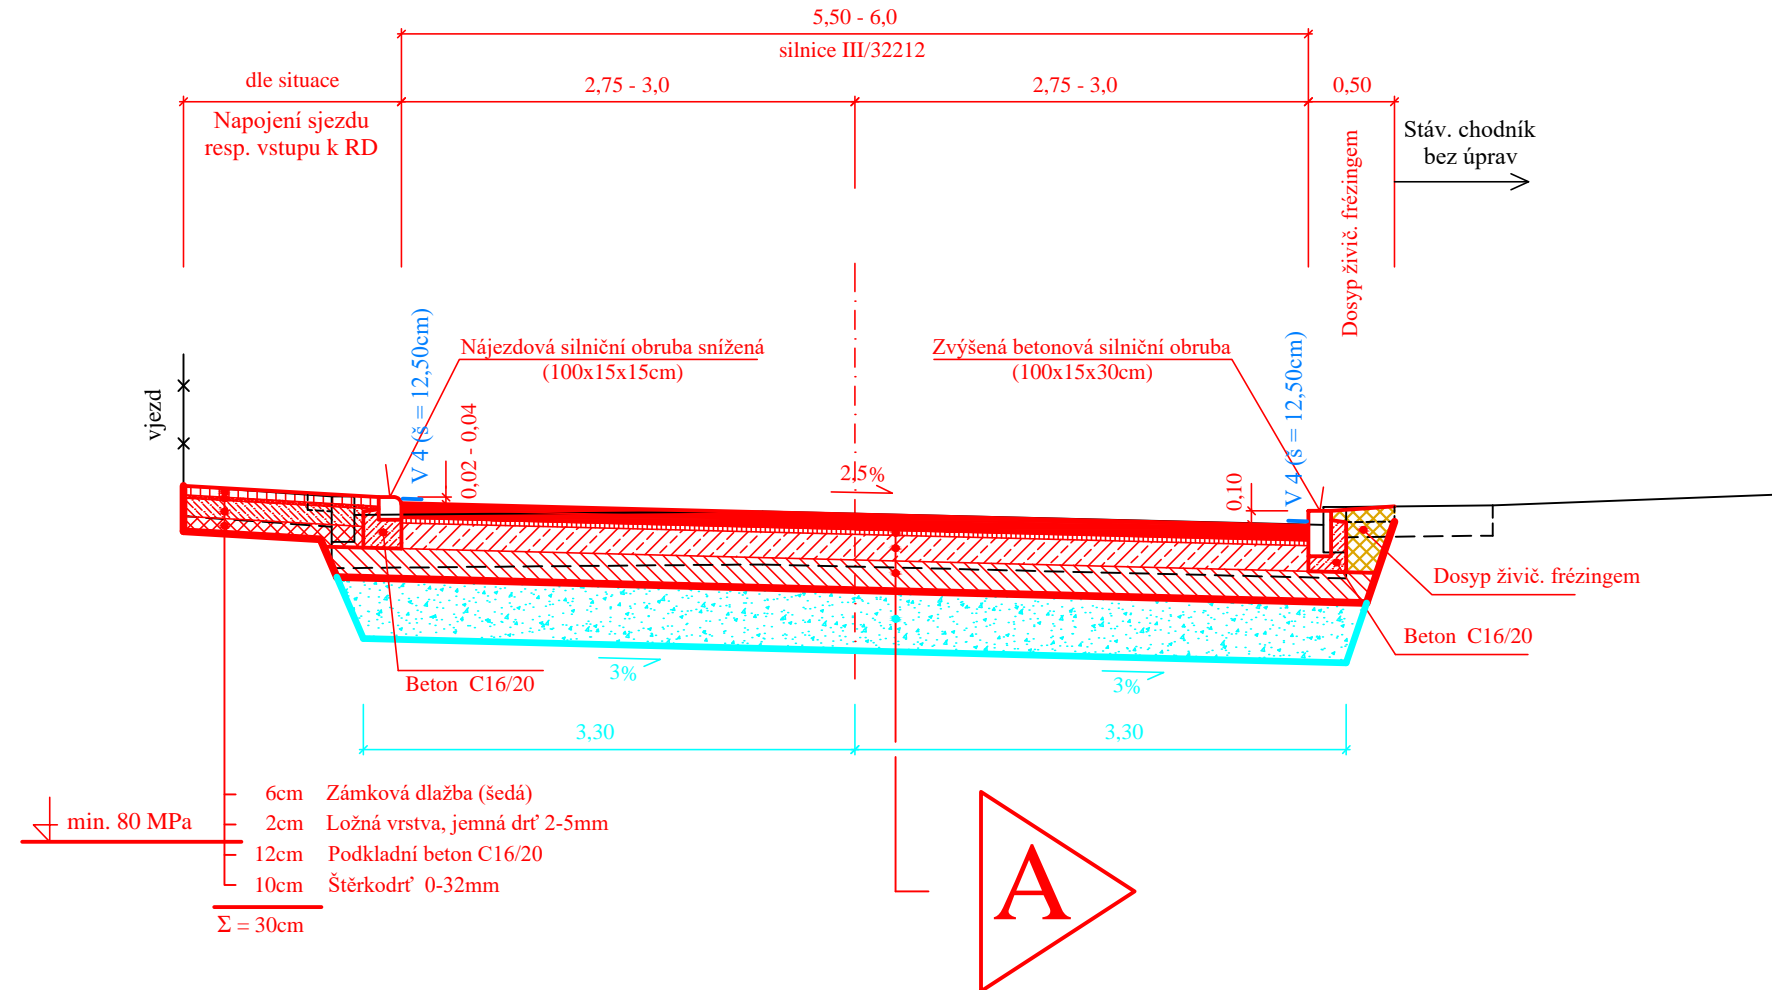 5,50 - 6,0
silnice III/32212
dle situace
2,75 - 3,0
2,75 - 3,0
0,50
Napojení sjezdu
resp. vstupu k RD
Stáv. chodník
bez úprav
Dosyp živič. frézingem
vjezd
V 4 (š = 12,50cm)
0,02 - 0,04
Nájezdová silniční obruba snížená
(100x15x15cm)
Zvýšená betonová silniční obruba
(100x15x30cm)
V 4 (š = 12,50cm)
0,10
2,5%
Dosyp živič. frézingem
Beton C16/20
Beton C16/20
3%
3%
3,30
3,30
6cm Zámková dlažba (šedá)
min. 80 MPa
2cm Ložná vrstva, jemná drť 2-5mm
12cm Podkladní beton C16/20
10cm Štěrkodrť 0-32mm
Σ = 30cm
A